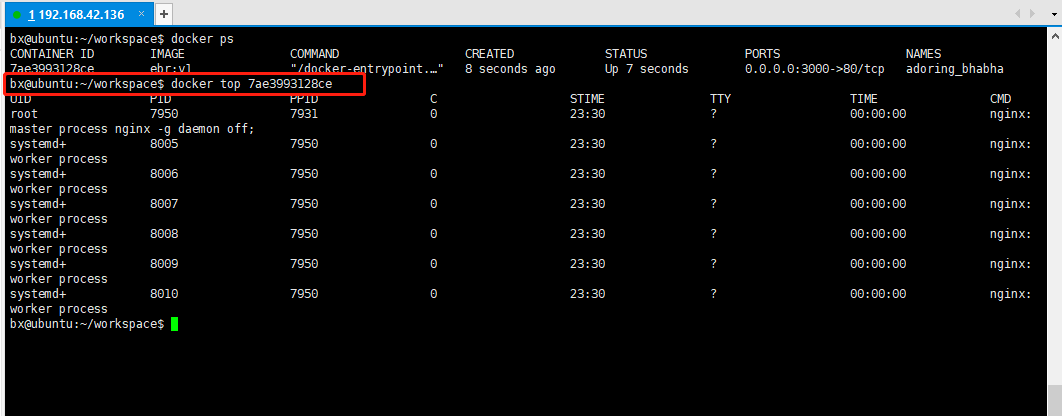 1 192.168.42.136 × +
bx@ubuntu:~/workspace$ docker ps
CONTAINER ID IMAGE COMMAND CREATED STATUS PORTS NAMES
7ae3993128ce ebr:v1 "/docker-entrypoint.…" 8 seconds ago Up 7 seconds 0.0.0.0:3000->80/tcp adoring_bhabha
bx@ubuntu:~/workspace$ docker top 7ae3993128ce
UID PID PPID C STIME TTY TIME CMD
root 7950 7931 0 23:30 ? 00:00:00 nginx:
master process nginx -g daemon off;
systemd+ 8005 7950 0 23:30 ? 00:00:00 nginx:
worker process
systemd+ 8006 7950 0 23:30 ? 00:00:00 nginx:
worker process
systemd+ 8007 7950 0 23:30 ? 00:00:00 nginx:
worker process
systemd+ 8008 7950 0 23:30 ? 00:00:00 nginx:
worker process
systemd+ 8009 7950 0 23:30 ? 00:00:00 nginx:
worker process
systemd+ 8010 7950 0 23:30 ? 00:00:00 nginx:
worker process
bx@ubuntu:~/workspace$